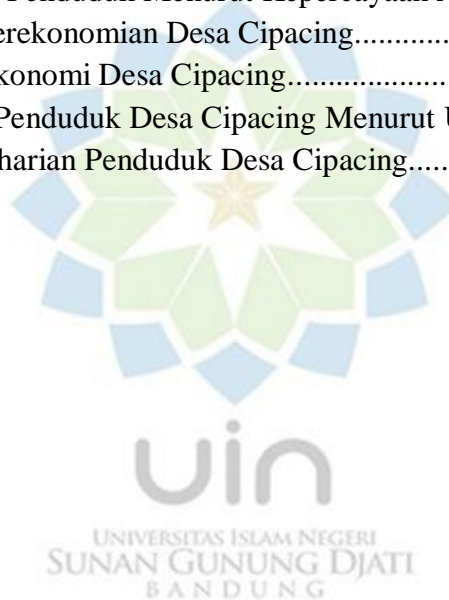 Penduduk Menurut Kepercayaan
erekonomian Desa Cipacing.............
konomi Desa Cipacing....................
Penduduk Desa Cipacing Menurut U
harian Penduduk Desa Cipacing.....
uin
UNIVERSITAS ISLAM NEGERI
SUNAN GUNUNG DJATI
BANDUNG